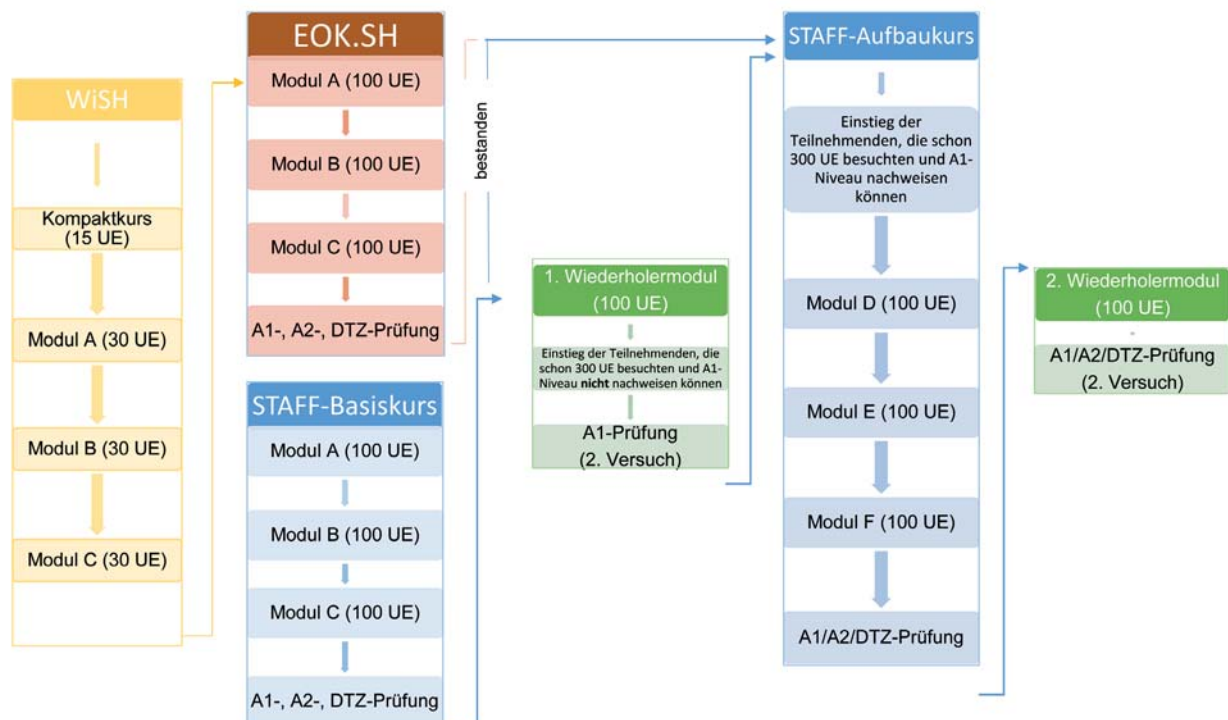 WiSH
Kompaktkurs
(15 UE)
Modul A (30 UE)
Modul B (30 UE)
Modul C (30 UE)
EOK.SH
Modul A (100 UE)
Modul B (100 UE)
Modul C (100 UE)
A1-, A2-, DTZ-Prüfung
STAFF-Basiskurs
Modul A (100 UE)
Modul B (100 UE)
Modul C (100 UE)
A1-, A2-, DTZ-Prüfung
bestanden
1. Wiederholermodul
(100 UE)
Einstieg der Teilnehmenden, die
schon 300 UE besuchten und A1-
Niveau nicht nachweisen können
A1-Prüfung
(2. Versuch)
STAFF-Aufbaukurs
Einstieg der
Teilnehmenden, die schon
300 UE besuchten und A1-
Niveau nachweisen
können
Modul D (100 UE)
Modul E (100 UE)
Modul F (100 UE)
A1/A2/DTZ-Prüfung
2. Wiederholermodul
(100 UE)
A1/A2/DTZ-Prüfung
(2. Versuch)